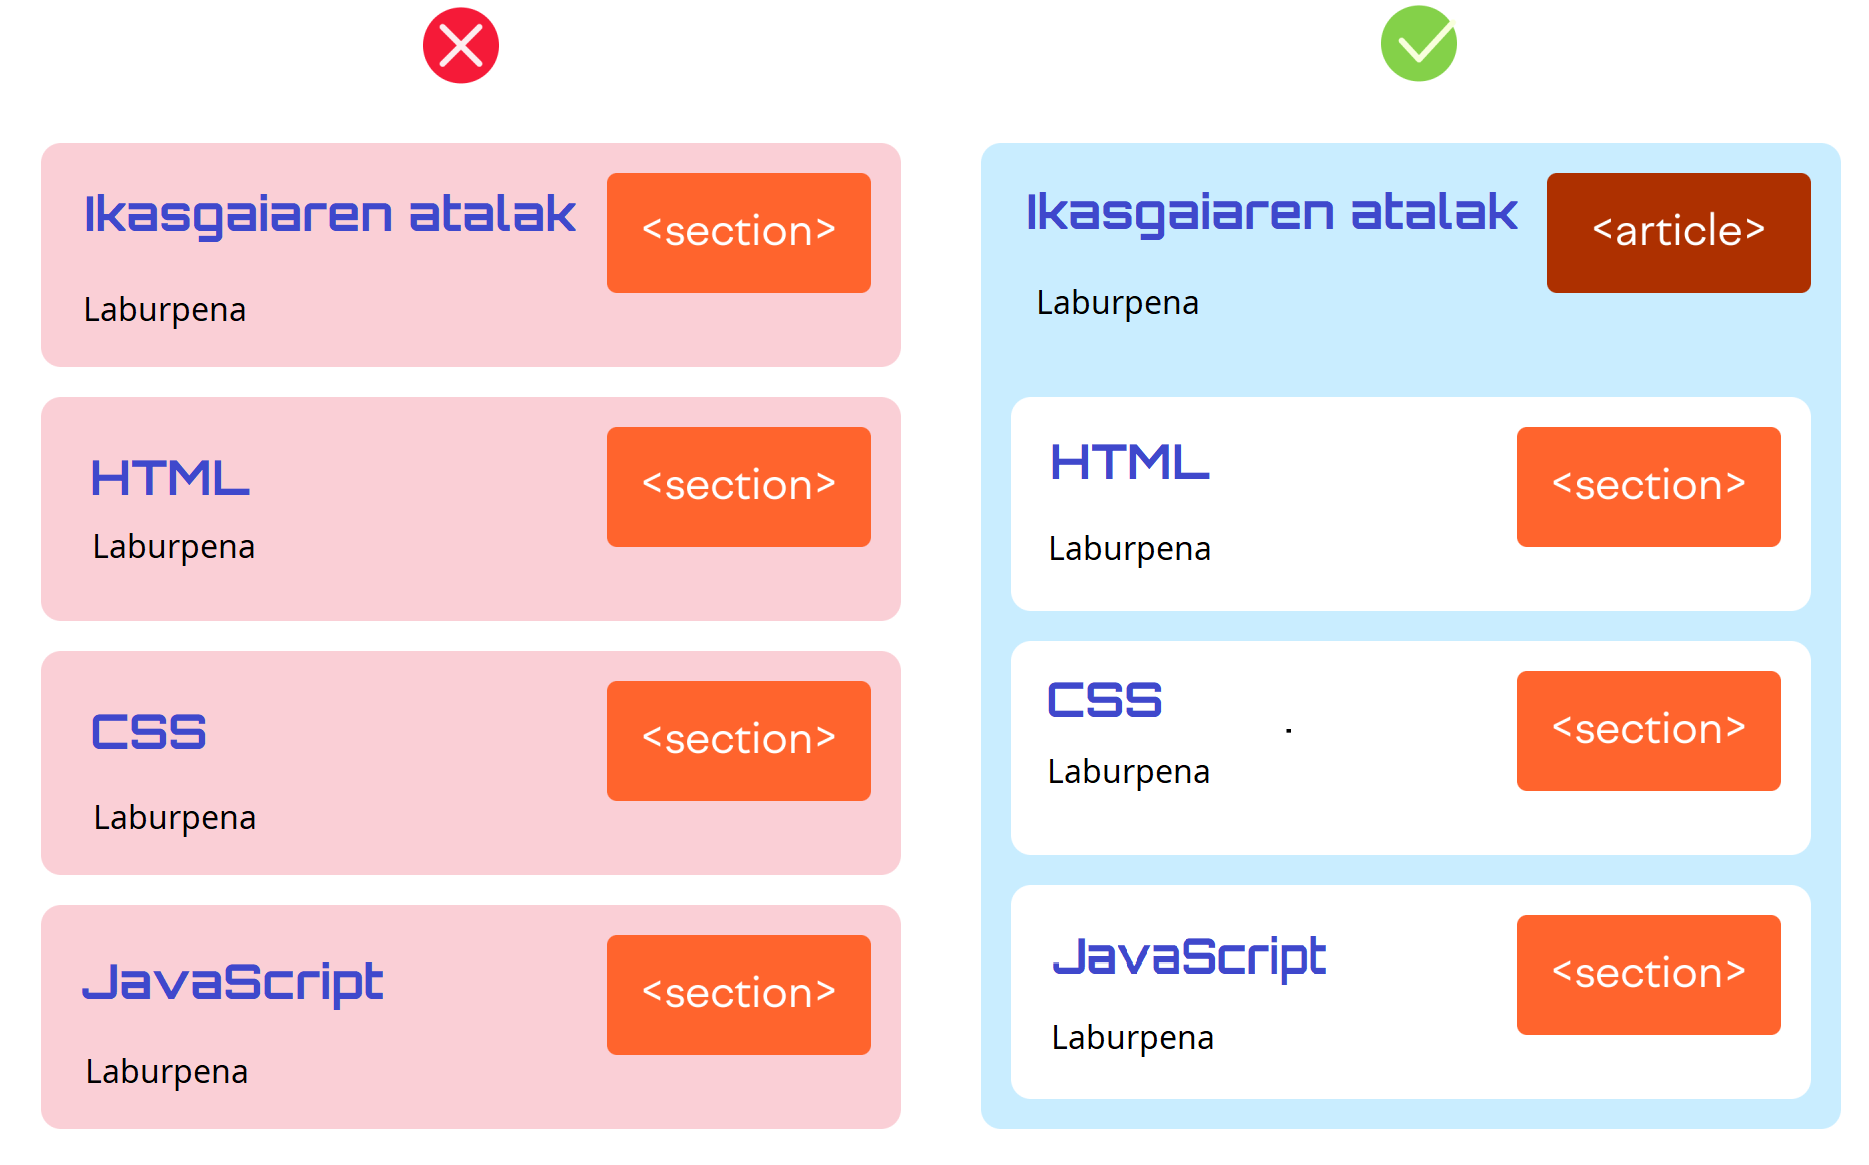 Ikasgaiaren atalak
<section>
Laburpena
HTML
<section>
Laburpena
CSS
<section>
Laburpena
JavaScript
<section>
Laburpena
Ikasgaiaren atalak
<article>
Laburpena
HTML
<section>
Laburpena
CSS
<section>
Laburpena
JavaScript
<section>
Laburpena